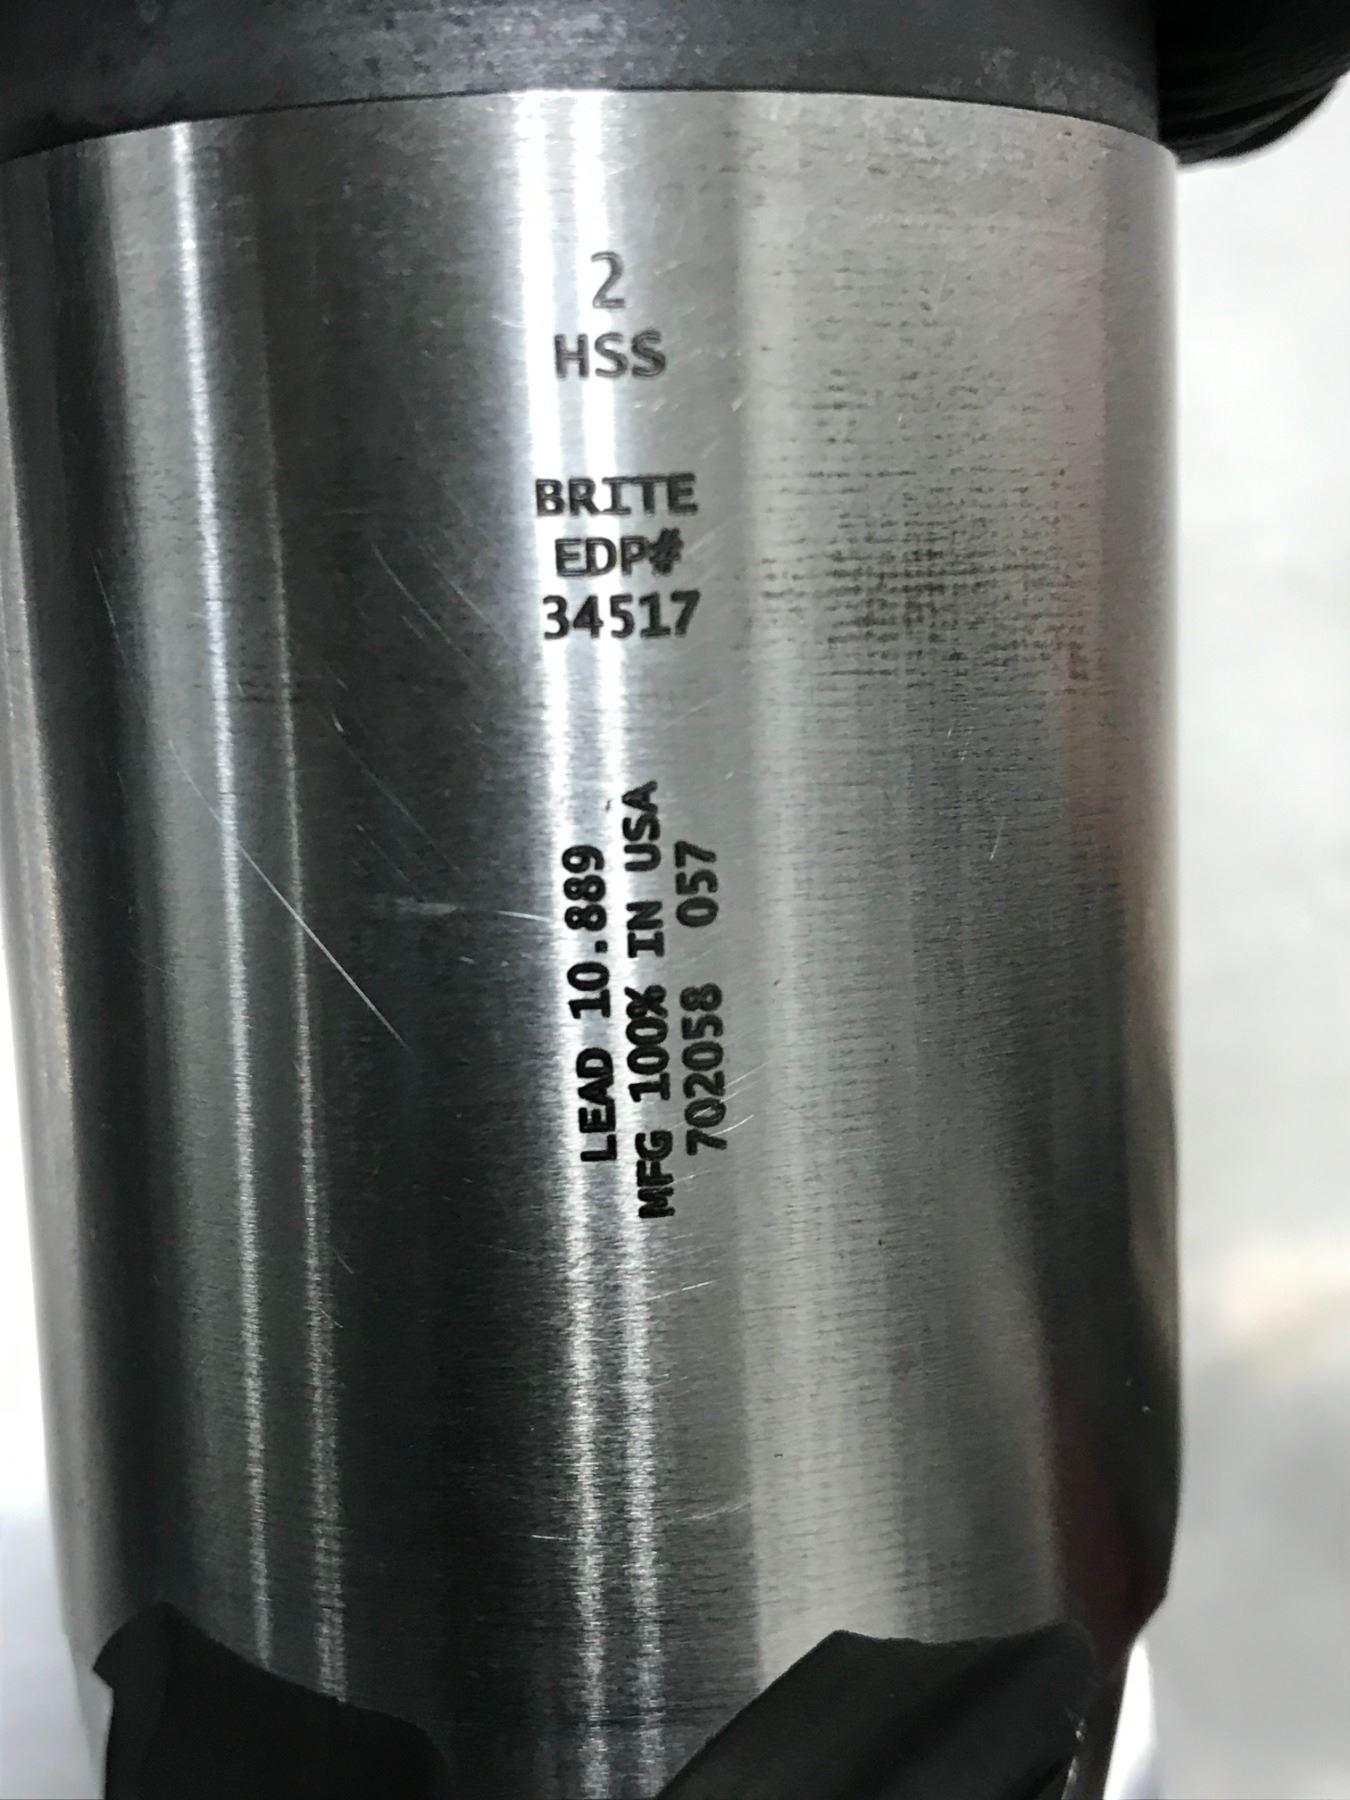 2
HSS
BRITE
EDP#
34517
LEAD 10.889
MFG 100% IN USA
702058 057